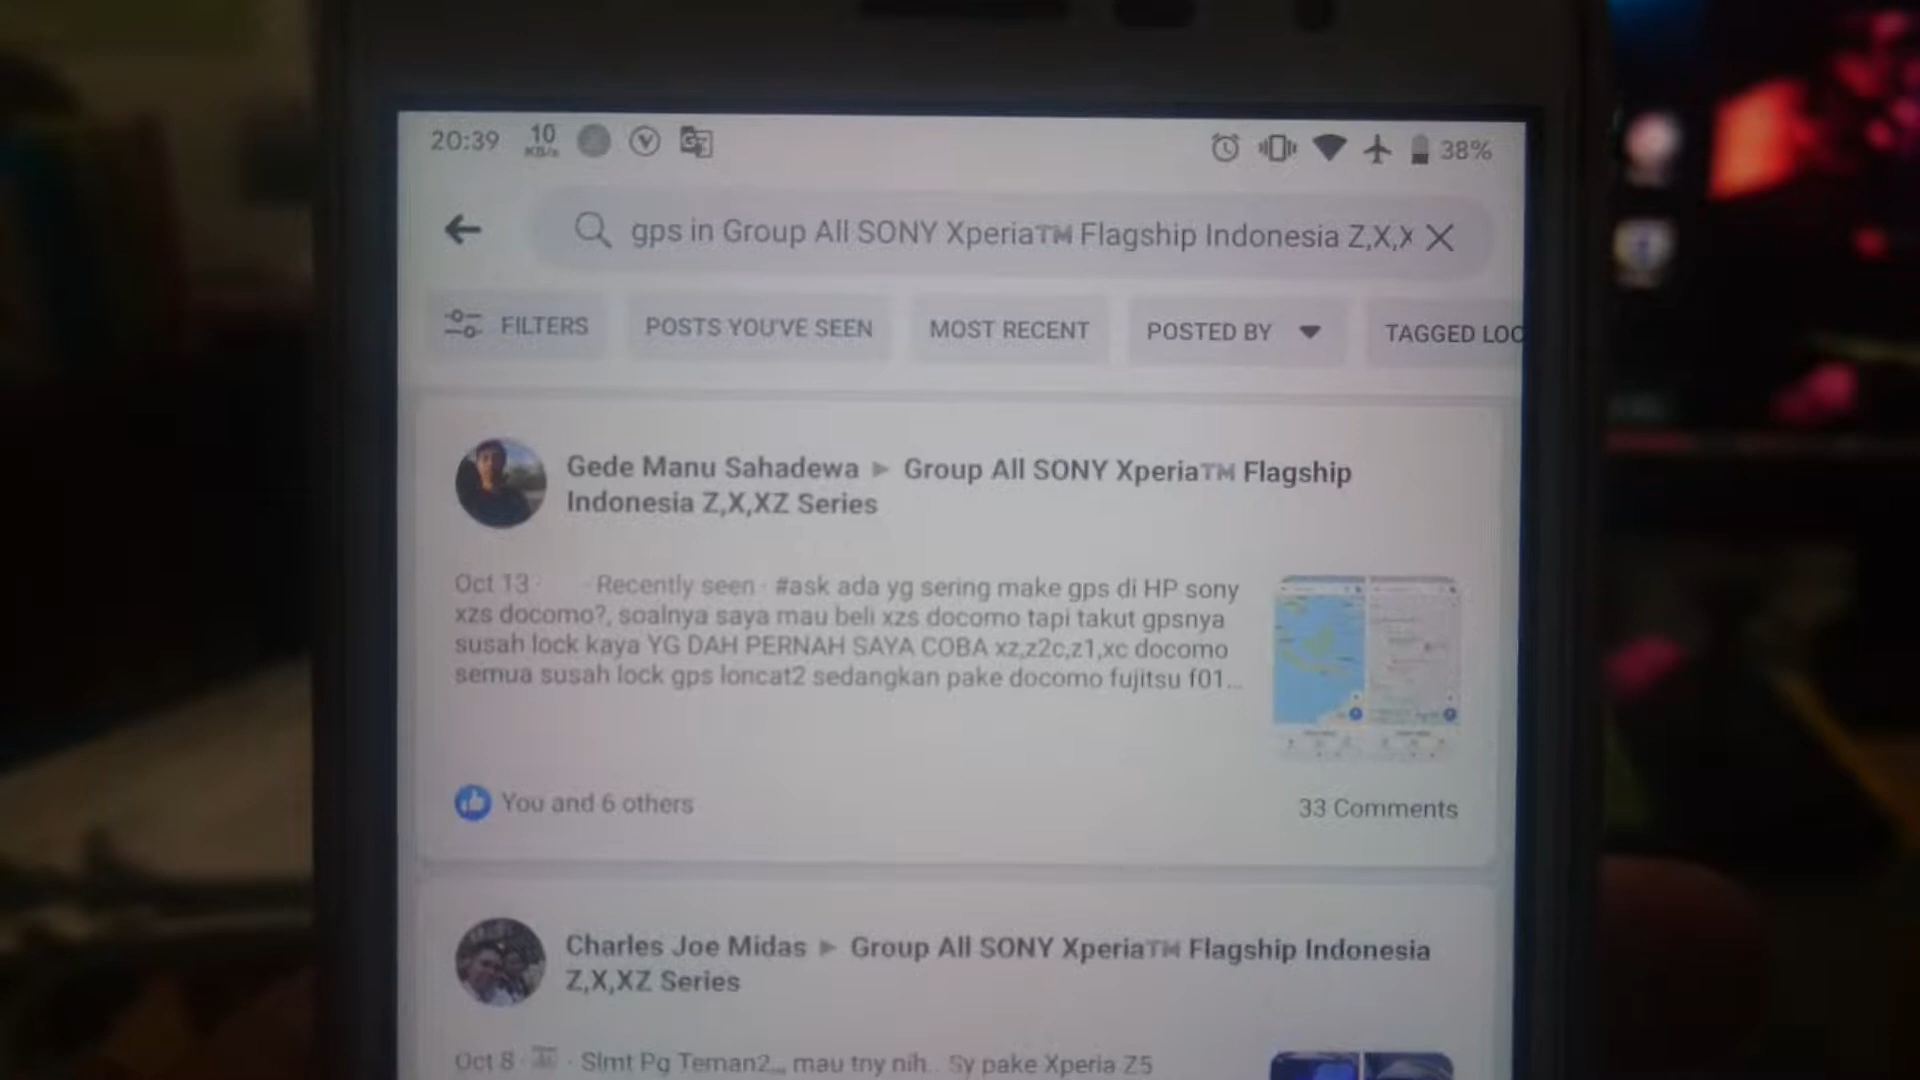 20:39 10 KB/s 38%
gps in Group All SONY Xperia™ Flagship Indonesia Z,X,X
FILTERS POSTS YOU'VE SEEN MOST RECENT POSTED BY TAGGED LOC
Gede Manu Sahadewa ▶ Group All SONY Xperia™ Flagship
Indonesia Z,X,XZ Series
Oct 13 · Recently seen · #ask ada yg sering make gps di HP sony
xzs docomo?, soalnya saya mau beli xzs docomo tapi takut gpsnya
susah lock kaya YG DAH PERNAH SAYA COBA xz,z2c,z1,xc docomo
semua susah lock gps loncat2 sedangkan pake docomo fujitsu f01...
You and 6 others 33 Comments
Charles Joe Midas ▶ Group All SONY Xperia™ Flagship Indonesia
Z,X,XZ Series
Oct 8 · Slmt Pg Teman2,,, mau tny nih.. Sy pake Xperia Z5